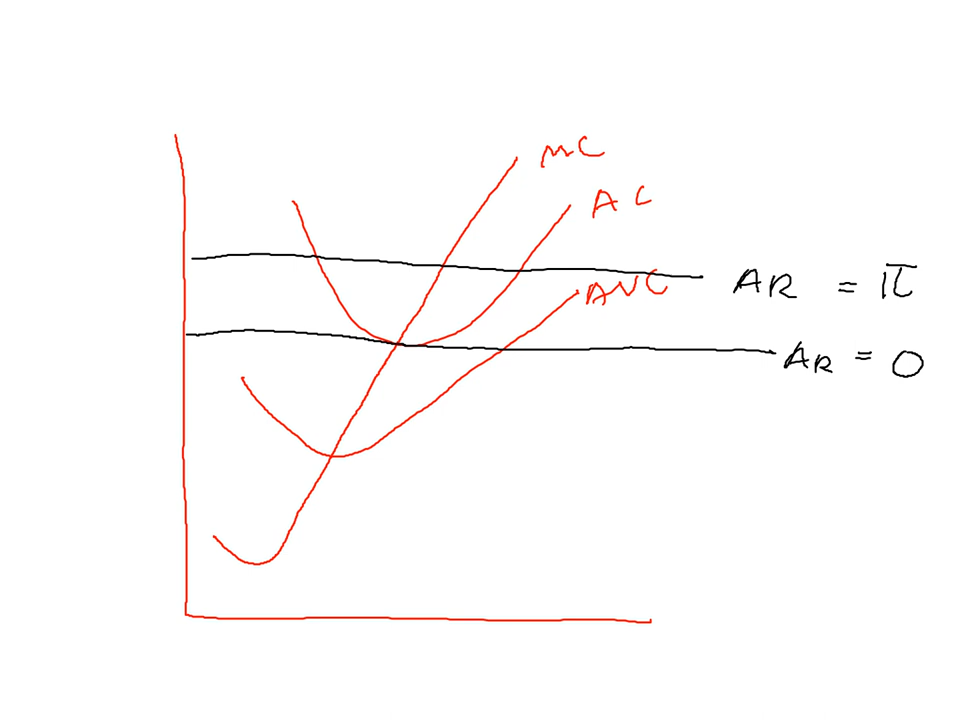 MC
AC
AR = π
AVC
AR = 0